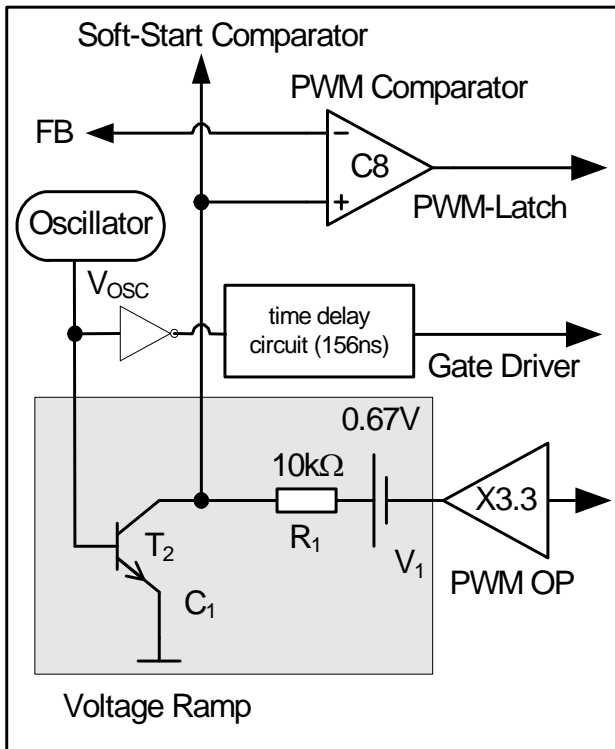 Soft-Start Comparator
PWM Comparator
FB
−
C8
+
PWM-Latch
Oscillator
V_OSC
time delay
circuit (156ns)
Gate Driver
0.67V
10kΩ
X3.3
R₁
T₂
V₁
PWM OP
C₁
Voltage Ramp